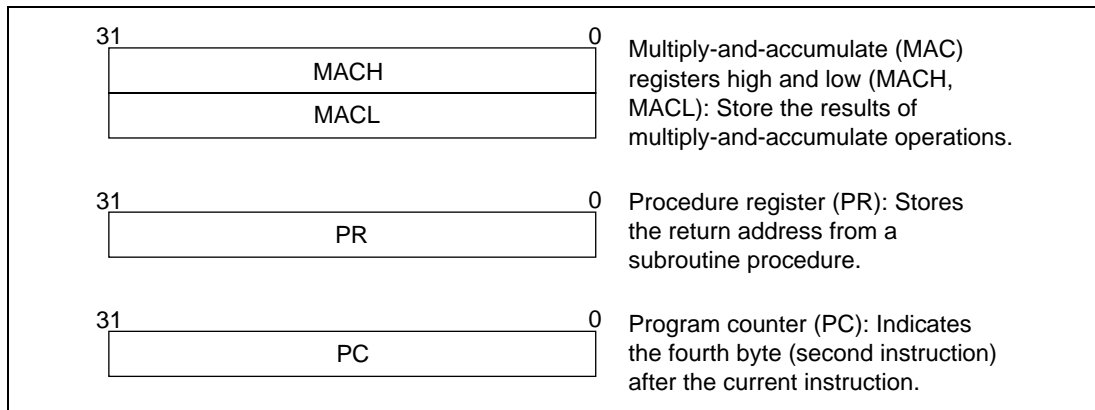 31 0
MACH
MACL
Multiply-and-accumulate (MAC)
registers high and low (MACH,
MACL): Store the results of
multiply-and-accumulate operations.
31 0
PR
Procedure register (PR): Stores
the return address from a
subroutine procedure.
31 0
PC
Program counter (PC): Indicates
the fourth byte (second instruction)
after the current instruction.